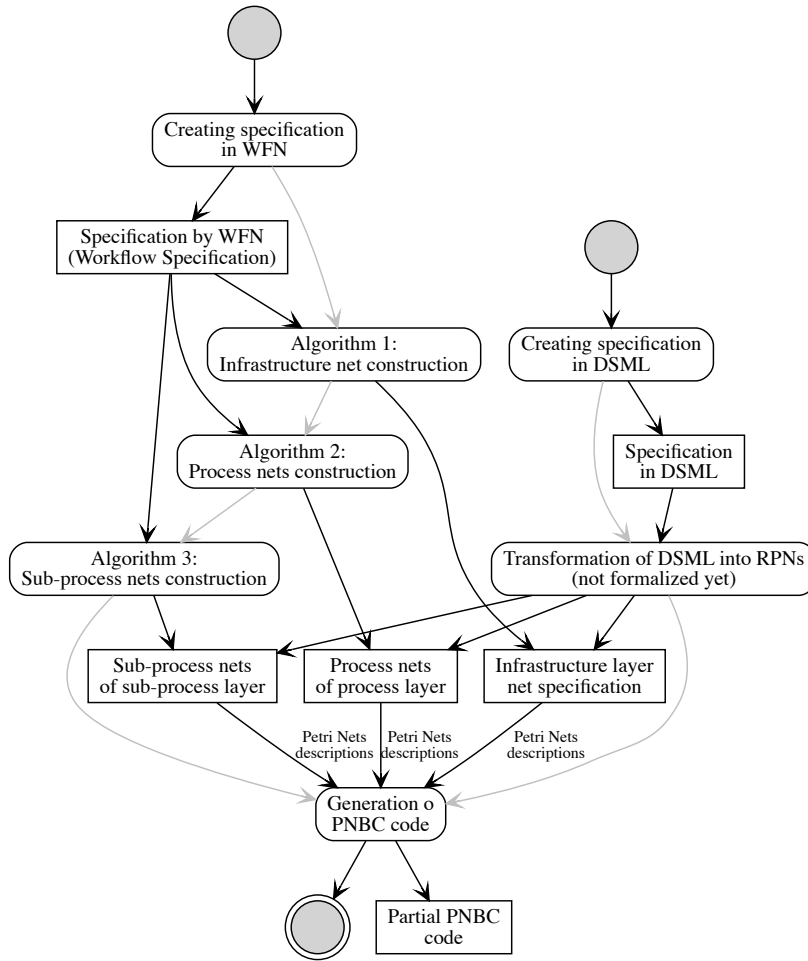 Creating specification
in WFN
Specification by WFN
(Workflow Specification)
Algorithm 1:
Infrastructure net construction
Creating specification
in DSML
Algorithm 2:
Process nets construction
Specification
in DSML
Algorithm 3:
Sub-process nets construction
Transformation of DSML into RPNs
(not formalized yet)
Sub-process nets
of sub-process layer
Process nets
of process layer
Infrastructure layer
net specification
Petri Nets
descriptions
Petri Nets
descriptions
Petri Nets
descriptions
Generation o
PNBC code
Partial PNBC
code